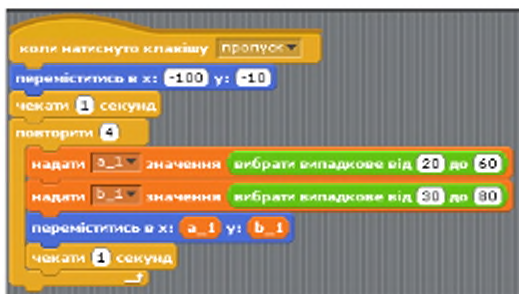 коли натиснуто клавішу пропуск
переміститись в x: -100 y: -10
чекати 1 секунд
повторити 4
надати a_1 значення вибрати випадкове від 20 до 60
надати b_1 значення вибрати випадкове від 30 до 80
переміститись в x: a_1 y: b_1
чекати 1 секунд